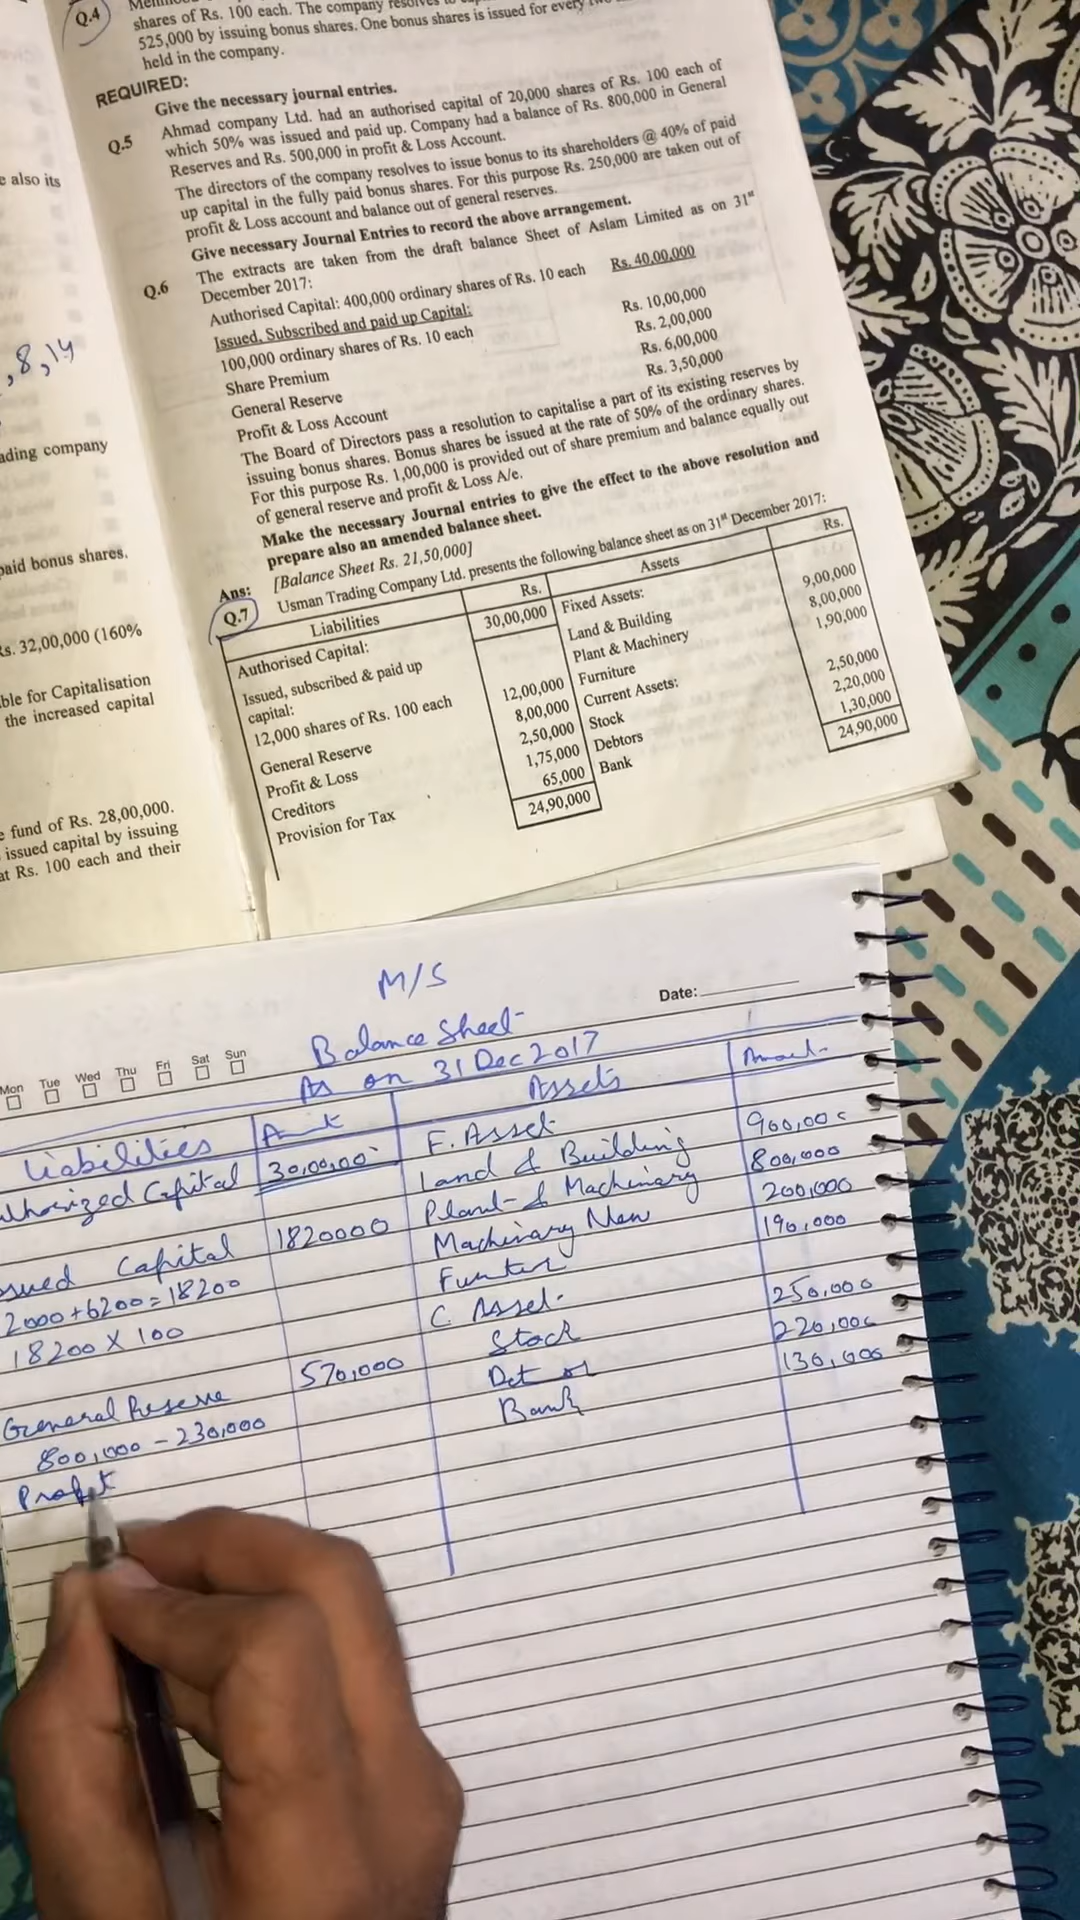 Q.4
shares of Rs. 100 each. The company resolves to
525,000 by issuing bonus shares. One bonus shares is issued for every two
held in the company.
REQUIRED:
Give the necessary journal entries.
Q.5 Ahmad company Ltd. had an authorised capital of 20,000 shares of Rs. 100 each of
which 50% was issued and paid up. Company had a balance of Rs. 800,000 in General
Reserves and Rs. 500,000 in profit & Loss Account.
The directors of the company resolves to issue bonus to its shareholders @ 40% of paid
up capital in the fully paid bonus shares. For this purpose Rs. 250,000 are taken out of
profit & Loss account and balance out of general reserves.
Give necessary Journal Entries to record the above arrangement.
Q.6 The extracts are taken from the draft balance Sheet of Aslam Limited as on 31st
December 2017:
Authorised Capital: 400,000 ordinary shares of Rs. 10 each Rs. 40,00,000
Issued, Subscribed and paid up Capital:
100,000 ordinary shares of Rs. 10 each Rs. 10,00,000
Share Premium Rs. 2,00,000
General Reserve Rs. 6,00,000
Profit & Loss Account Rs. 3,50,000
The Board of Directors pass a resolution to capitalise a part of its existing reserves by
issuing bonus shares. Bonus shares be issued at the rate of 50% of the ordinary shares.
For this purpose Rs. 1,00,000 is provided out of share premium and balance equally out
of general reserve and profit & Loss A/e.
Make the necessary Journal entries to give the effect to the above resolution and
prepare also an amended balance sheet.
Ans: [Balance Sheet Rs. 21,50,000]
Q.7 Usman Trading Company Ltd. presents the following balance sheet as on 31st December 2017:
Liabilities Rs. Assets Rs.
Authorised Capital: 30,00,000 Fixed Assets:
Issued, subscribed & paid up Land & Building 9,00,000
capital: Plant & Machinery 8,00,000
12,000 shares of Rs. 100 each 12,00,000 Furniture 1,90,000
General Reserve 8,00,000 Current Assets:
Profit & Loss 2,50,000 Stock 2,50,000
Creditors 1,75,000 Debtors 2,20,000
Provision for Tax 65,000 Bank 1,30,000
24,90,000 24,90,000
e also its
, 8, 14
ading company
paid bonus shares.
Rs. 32,00,000 (160%
ble for Capitalisation
the increased capital
e fund of Rs. 28,00,000.
issued capital by issuing
at Rs. 100 each and their
M/S
Date:
Mon Tue Wed Thu Fri Sat Sun
Balance Sheet
As on 31 Dec 2017
Liabilities Amt Assets Amount
uthorized Capital 30,00,00 F. Asset
Land & Building 900,000
ssued Capital 1820000 Plant & Machinery 800,000
2000+6200=18200 Machinary New 200,000
18200 X 100 190,000
C. Asset
General Reserve 570,000 Stock 250,000
800,000 - 230,000 220,000
Profit Bank 130,000